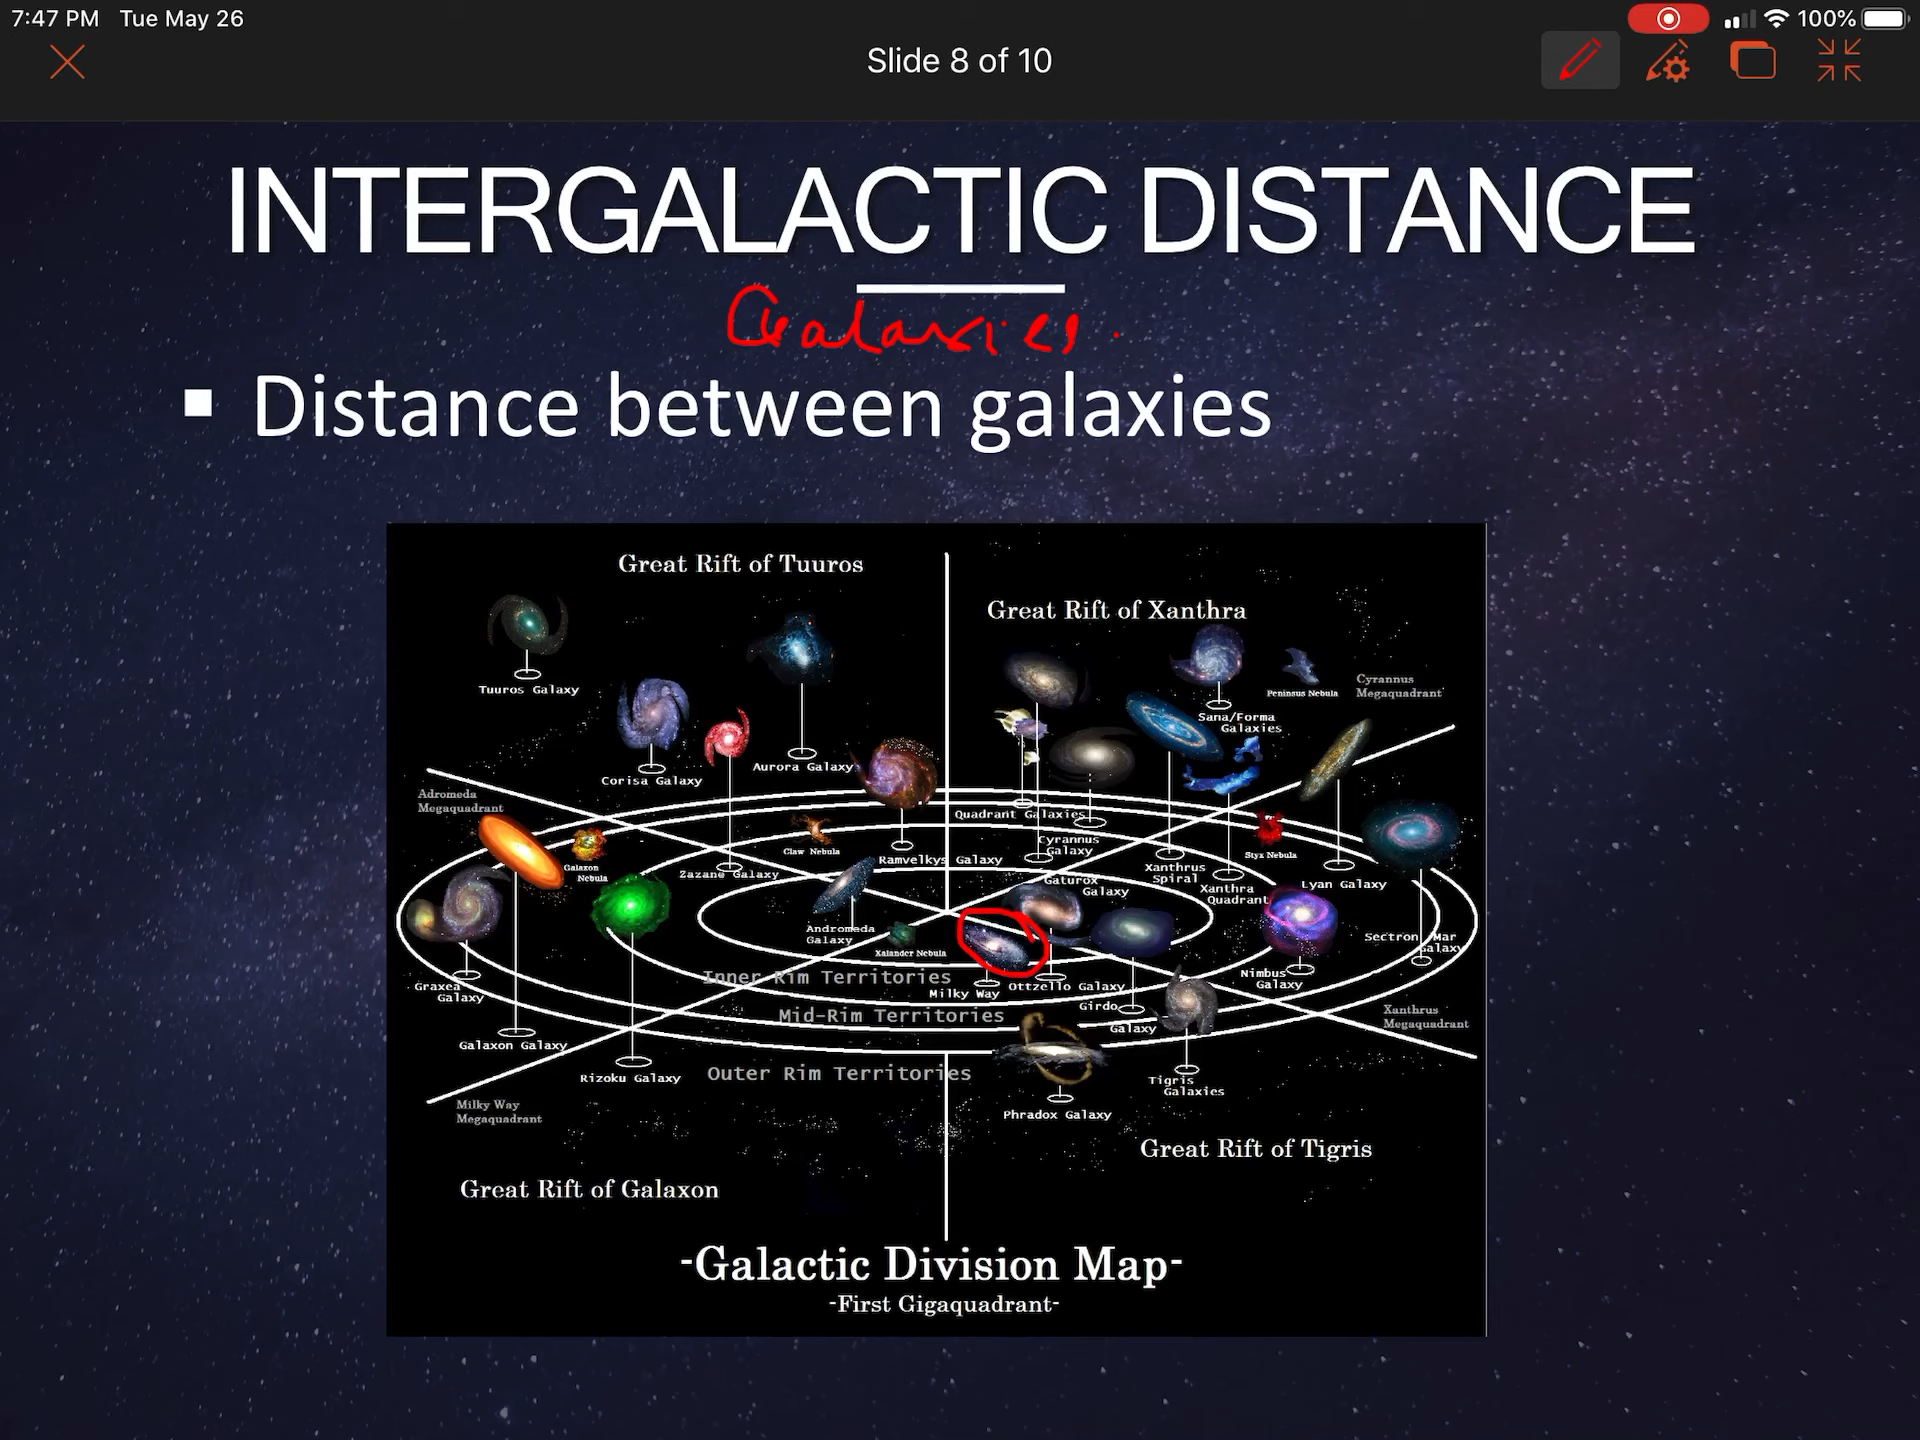 7:47 PM Tue May 26
100%
Slide 8 of 10
INTERGALACTIC DISTANCE
Galaxies.
▪ Distance between galaxies
Great Rift of Tuuros
Great Rift of Xanthra
Tuuros Galaxy
Corisa Galaxy
Aurora Galaxy
Peninsus Nebula
Cyrannus
Megaquadrant
Sana/Forma
Galaxies
Adromeda
Megaquadrant
Galaxon
Nebula
Zazane Galaxy
Claw Nebula
Ramvelkys Galaxy
Quadrant Galaxies
Cyrannus
Galaxy
Xanthrus
Spiral
Xanthra
Quadrant
Styx Nebula
Lyan Galaxy
Gaturox
Galaxy
Andromeda
Galaxy
Xalander Nebula
Sectron Mar
Galaxy
Graxea
Galaxy
Inner Rim Territories
Milky Way
Ottzello Galaxy
Nimbus
Galaxy
Mid-Rim Territories
Girdo
Galaxy
Xanthrus
Megaquadrant
Galaxon Galaxy
Rizoku Galaxy
Outer Rim Territories
Tigris
Galaxies
Milky Way
Megaquadrant
Phradox Galaxy
Great Rift of Tigris
Great Rift of Galaxon
-Galactic Division Map-
-First Gigaquadrant-